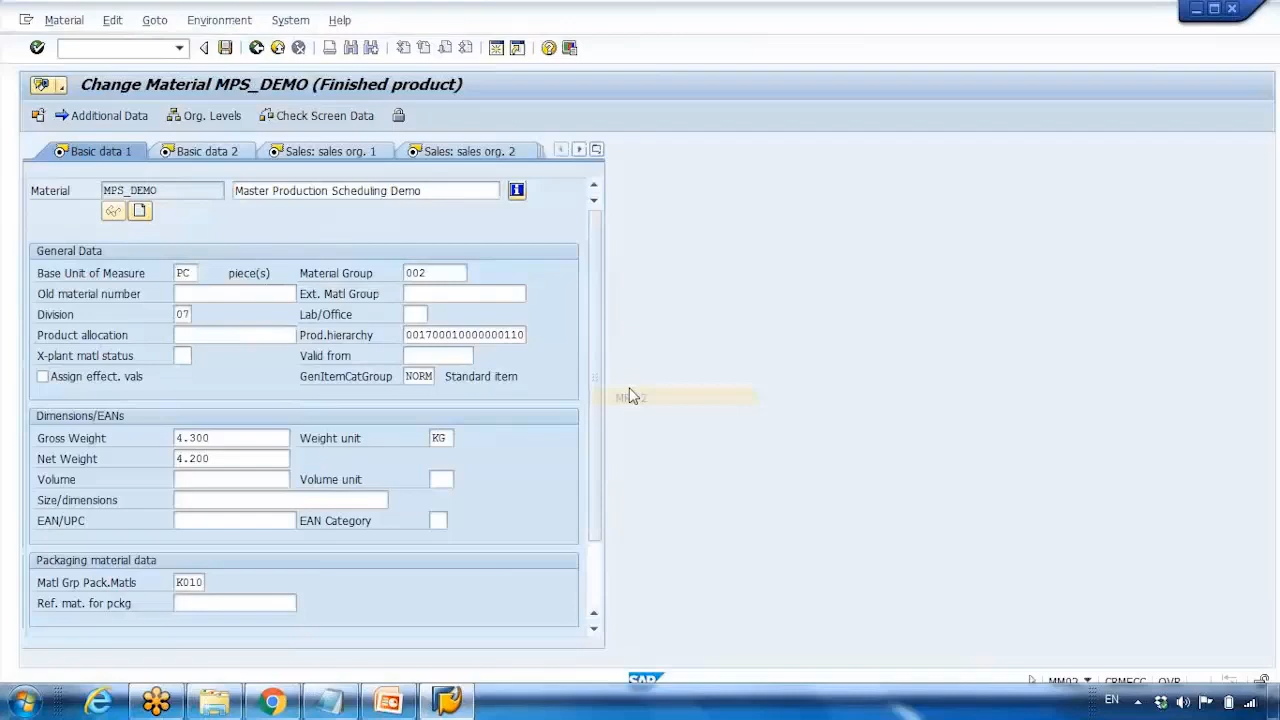 Material Edit Goto Environment System Help
Change Material MPS_DEMO (Finished product)
Additional Data Org. Levels Check Screen Data
Basic data 1 Basic data 2 Sales: sales org. 1 Sales: sales org. 2
Material MPS_DEMO Master Production Scheduling Demo
General Data
Base Unit of Measure PC piece(s) Material Group 002
Old material number Ext. Matl Group
Division 07 Lab/Office
Product allocation Prod.hierarchy 001700010000000110
X-plant matl status Valid from
Assign effect. vals GenItemCatGroup NORM Standard item
Dimensions/EANs
Gross Weight 4.300 Weight unit KG
Net Weight 4.200
Volume Volume unit
Size/dimensions
EAN/UPC EAN Category
Packaging material data
Matl Grp Pack.Matls K010
Ref. mat. for pckg
SAP MM02 CRMECC OVR
EN